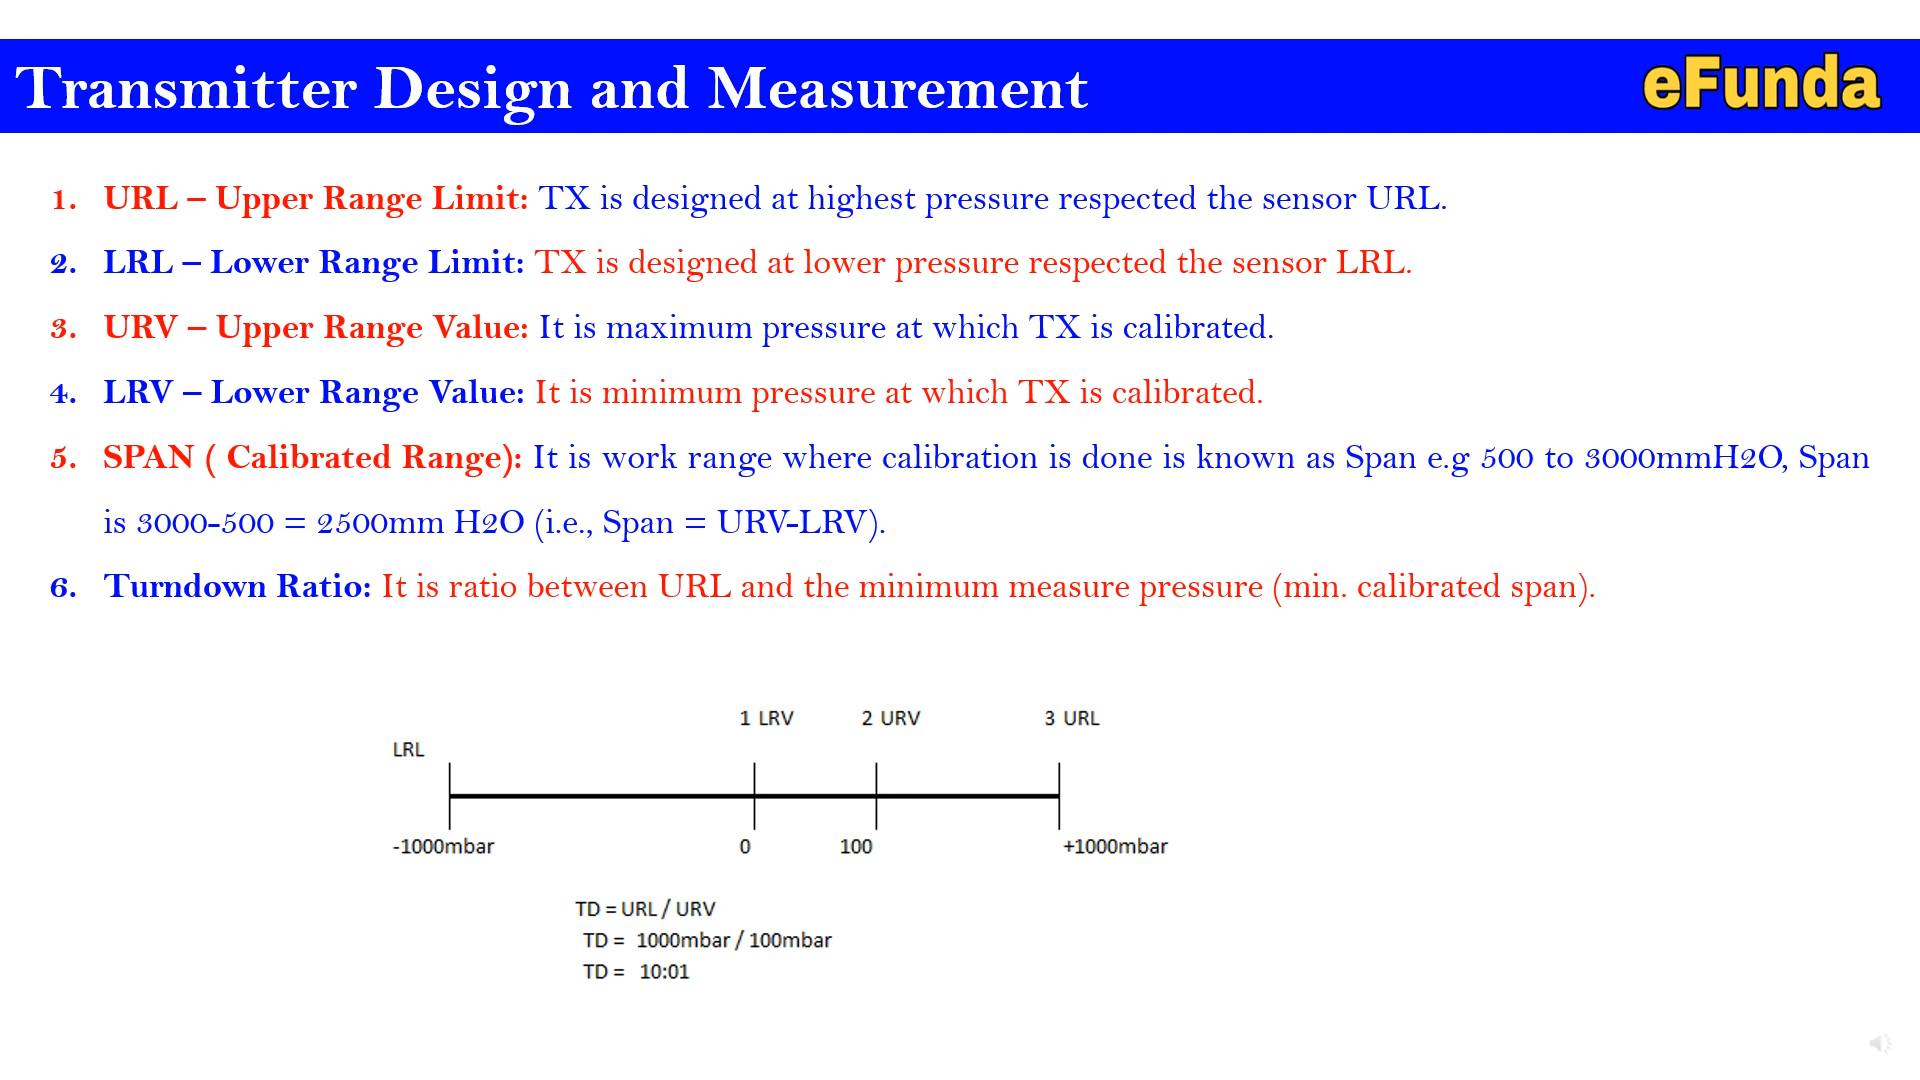 Transmitter Design and Measurement
eFunda
1. URL – Upper Range Limit: TX is designed at highest pressure respected the sensor URL.
2. LRL – Lower Range Limit: TX is designed at lower pressure respected the sensor LRL.
3. URV – Upper Range Value: It is maximum pressure at which TX is calibrated.
4. LRV – Lower Range Value: It is minimum pressure at which TX is calibrated.
5. SPAN ( Calibrated Range): It is work range where calibration is done is known as Span e.g 500 to 3000mmH2O, Span
is 3000-500 = 2500mm H2O (i.e., Span = URV-LRV).
6. Turndown Ratio: It is ratio between URL and the minimum measure pressure (min. calibrated span).
1 LRV 2 URV 3 URL
LRL
-1000mbar 0 100 +1000mbar
TD = URL / URV
TD = 1000mbar / 100mbar
TD = 10:01